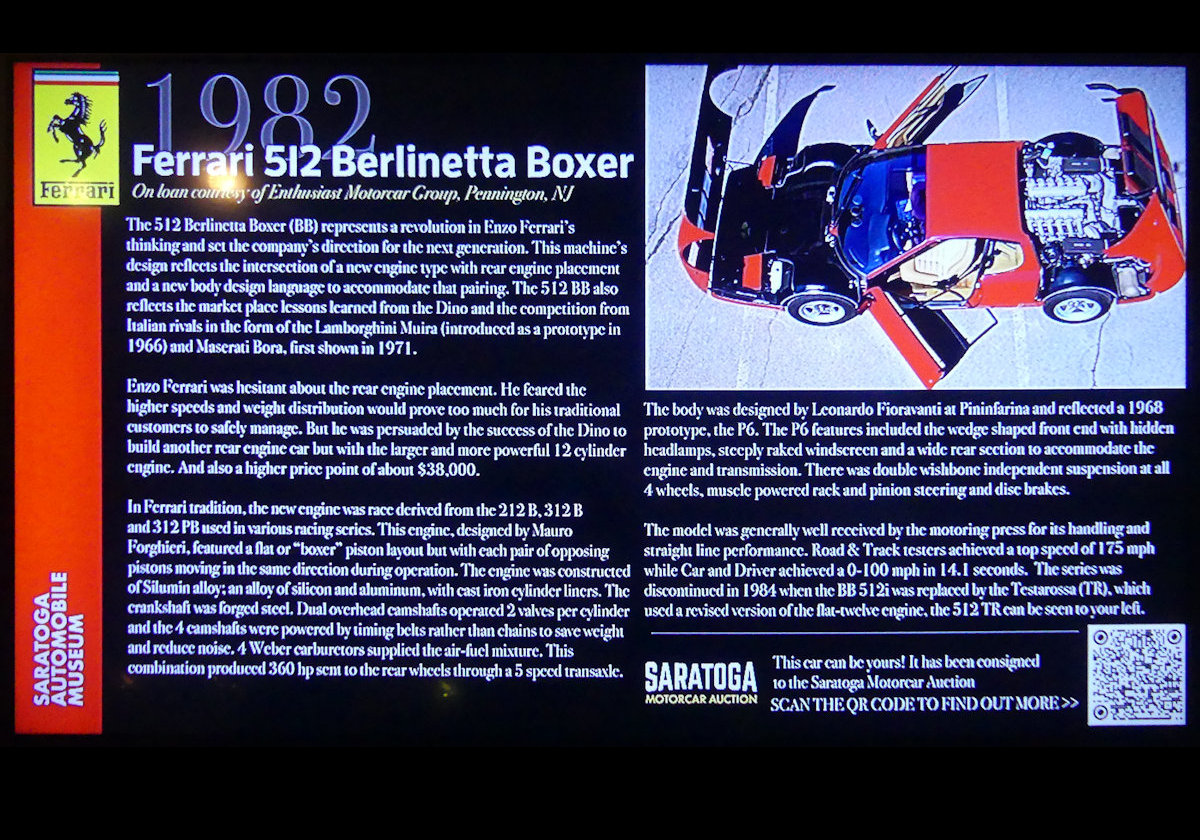 1982
Ferrari
Ferrari 512 Berlinetta Boxer
On loan courtesy of Enthusiast Motorcar Group, Pennington, NJ
The 512 Berlinetta Boxer (BB) represents a revolution in Enzo Ferrari's
thinking and set the company's direction for the next generation. This machine's
design reflects the intersection of a new engine type with rear engine placement
and a new body design language to accommodate that pairing. The 512 BB also
reflects the market place lessons learned from the Dino and the competition from
Italian rivals in the form of the Lamborghini Muira (introduced as a prototype in
1966) and Maserati Bora, first shown in 1971.
Enzo Ferrari was hesitant about the rear engine placement. He feared the
higher speeds and weight distribution would prove too much for his traditional
customers to safely manage. But he was persuaded by the success of the Dino to
build another rear engine car but with the larger and more powerful 12 cylinder
engine. And also a higher price point of about $38,000.
In Ferrari tradition, the new engine was race derived from the 212 B, 312 B
and 312 PB used in various racing series. This engine, designed by Mauro
Forghieri, featured a flat or “boxer” piston layout but with each pair of opposing
pistons moving in the same direction during operation. The engine was constructed
of Silumin alloy; an alloy of silicon and aluminum, with cast iron cylinder liners. The
crankshaft was forged steel. Dual overhead camshafts operated 2 valves per cylinder
and the 4 camshafts were powered by timing belts rather than chains to save weight
and reduce noise. 4 Weber carburetors supplied the air-fuel mixture. This
combination produced 360 hp sent to the rear wheels through a 5 speed transaxle.
The body was designed by Leonardo Fioravanti at Pininfarina and reflected a 1968
prototype, the P6. The P6 features included the wedge shaped front end with hidden
headlamps, steeply raked windscreen and a wide rear section to accommodate the
engine and transmission. There was double wishbone independent suspension at all
4 wheels, muscle powered rack and pinion steering and disc brakes.
The model was generally well received by the motoring press for its handling and
straight line performance. Road & Track testers achieved a top speed of 175 mph
while Car and Driver achieved a 0-100 mph in 14.1 seconds. The series was
discontinued in 1984 when the BB 512i was replaced by the Testarossa (TR), which
used a revised version of the flat-twelve engine, the 512 TR can be seen to your left.
SARATOGA
AUTOMOBILE
MUSEUM
SARATOGA
MOTORCAR AUCTION
This car can be yours! It has been consigned
to the Saratoga Motorcar Auction
SCAN THE QR CODE TO FIND OUT MORE >>